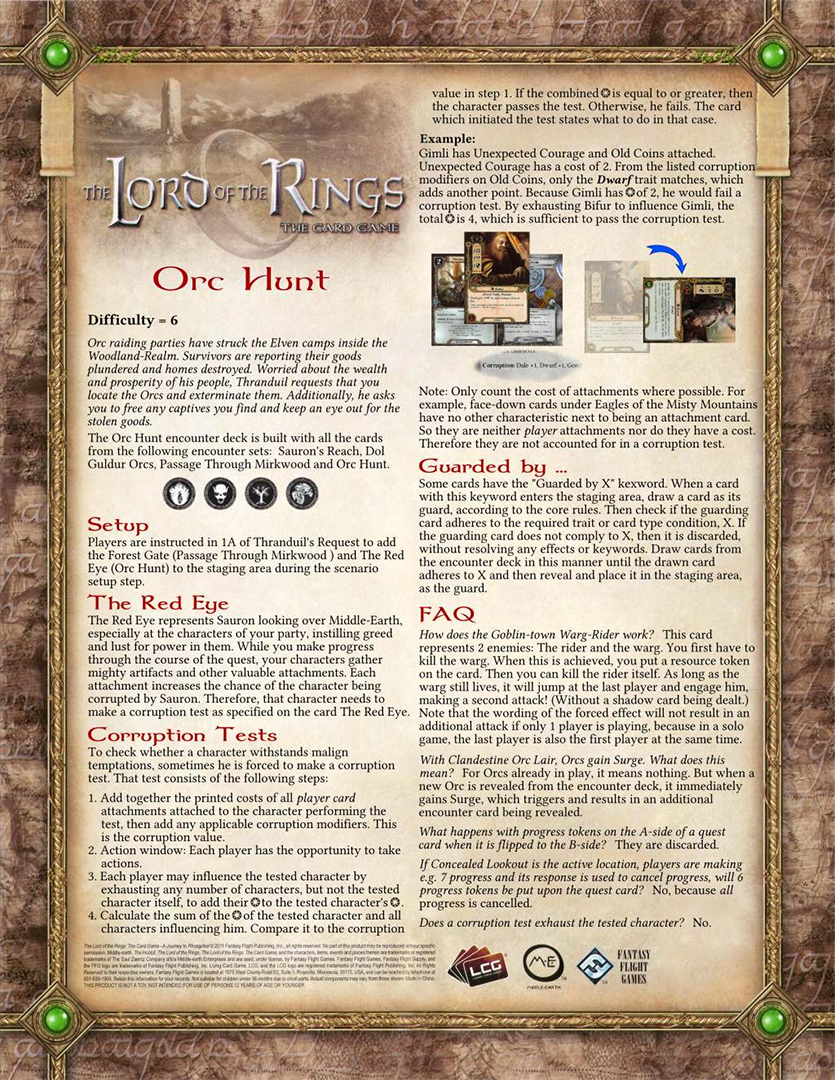 THE LORD OF THE RINGS
THE CARD GAME
Orc Hunt
Difficulty = 6
Orc raiding parties have struck the Elven camps inside the
Woodland-Realm. Survivors are reporting their goods
plundered and homes destroyed. Worried about the wealth
and prosperity of his people, Thranduil requests that you
locate the Orcs and exterminate them. Additionally, he asks
you to free any captives you find and keep an eye out for the
stolen goods.
The Orc Hunt encounter deck is built with all the cards
from the following encounter sets: Sauron's Reach, Dol
Guldur Orcs, Passage Through Mirkwood and Orc Hunt.
Setup
Players are instructed in 1A of Thranduil's Request to add
the Forest Gate (Passage Through Mirkwood ) and The Red
Eye (Orc Hunt) to the staging area during the scenario
setup step.
The Red Eye
The Red Eye represents Sauron looking over Middle-Earth,
especially at the characters of your party, instilling greed
and lust for power in them. While you make progress
through the course of the quest, your characters gather
mighty artifacts and other valuable attachments. Each
attachment increases the chance of the character being
corrupted by Sauron. Therefore, that character needs to
make a corruption test as specified on the card The Red Eye.
Corruption Tests
To check whether a character withstands malign
temptations, sometimes he is forced to make a corruption
test. That test consists of the following steps:
1. Add together the printed costs of all player card
attachments attached to the character performing the
test, then add any applicable corruption modifiers. This
is the corruption value.
2. Action window: Each player has the opportunity to take
actions.
3. Each player may influence the tested character by
exhausting any number of characters, but not the tested
character itself, to add their to the tested character's .
4. Calculate the sum of the of the tested character and all
characters influencing him. Compare it to the corruption
value in step 1. If the combined is equal to or greater, then
the character passes the test. Otherwise, he fails. The card
which initiated the test states what to do in that case.
Example:
Gimli has Unexpected Courage and Old Coins attached.
Unexpected Courage has a cost of 2. From the listed corruption
modifiers on Old Coins, only the Dwarf trait matches, which
adds another point. Because Gimli has of 2, he would fail a
corruption test. By exhausting Bifur to influence Gimli, the
total is 4, which is sufficient to pass the corruption test.
Corruption: Dale +1, Dwarf +1, Gon
Note: Only count the cost of attachments where possible. For
example, face-down cards under Eagles of the Misty Mountains
have no other characteristic next to being an attachment card.
So they are neither player attachments nor do they have a cost.
Therefore they are not accounted for in a corruption test.
Guarded by ...
Some cards have the "Guarded by X" kexword. When a card
with this keyword enters the staging area, draw a card as its
guard, according to the core rules. Then check if the guarding
card adheres to the required trait or card type condition, X. If
the guarding card does not comply to X, then it is discarded,
without resolving any effects or keywords. Draw cards from
the encounter deck in this manner until the drawn card
adheres to X and then reveal and place it in the staging area,
as the guard.
FAQ
How does the Goblin-town Warg-Rider work? This card
represents 2 enemies: The rider and the warg. You first have to
kill the warg. When this is achieved, you put a resource token
on the card. Then you can kill the rider itself. As long as the
warg still lives, it will jump at the last player and engage him,
making a second attack! (Without a shadow card being dealt.)
Note that the wording of the forced effect will not result in an
additional attack if only 1 player is playing, because in a solo
game, the last player is also the first player at the same time.
With Clandestine Orc Lair, Orcs gain Surge. What does this
mean? For Orcs already in play, it means nothing. But when a
new Orc is revealed from the encounter deck, it immediately
gains Surge, which triggers and results in an additional
encounter card being revealed.
What happens with progress tokens on the A-side of a quest
card when it is flipped to the B-side? They are discarded.
If Concealed Lookout is the active location, players are making
e.g. 7 progress and its response is used to cancel progress, will 6
progress tokens be put upon the quest card? No, because all
progress is cancelled.
Does a corruption test exhaust the tested character? No.
THIS PRODUCT IS NOT A TOY. NOT INTENDED FOR USE OF PERSONS 12 YEARS OF AGE OR YOUNGER.
LCG
ME
MIDDLE-EARTH
FANTASY
FLIGHT
GAMES